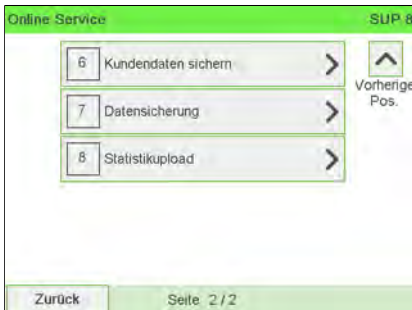 Online Service SUP 8
6 Kundendaten sichern
Vorherige
Pos.
7 Datensicherung
8 Statistikupload
Zurück Seite 2 / 2